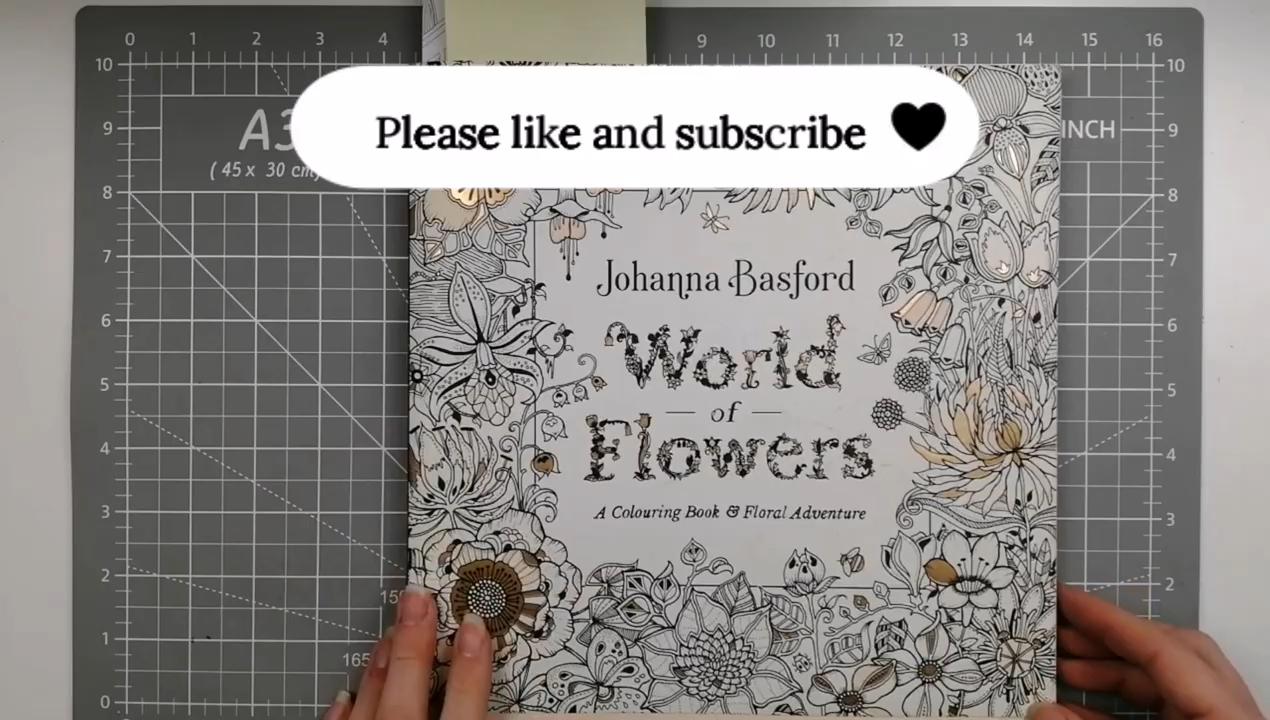 0 1 2 3 4 9 10 11 12 13 14 15 16
10 10
Please like and subscribe
9 INCH 9
A3
( 45 x 30 cm
8 8
7 7
6 6
5 5
4 4
3 3
2 2
1
0
Johanna Basford
World
of
Flowers
A Colouring Book & Floral Adventure
165